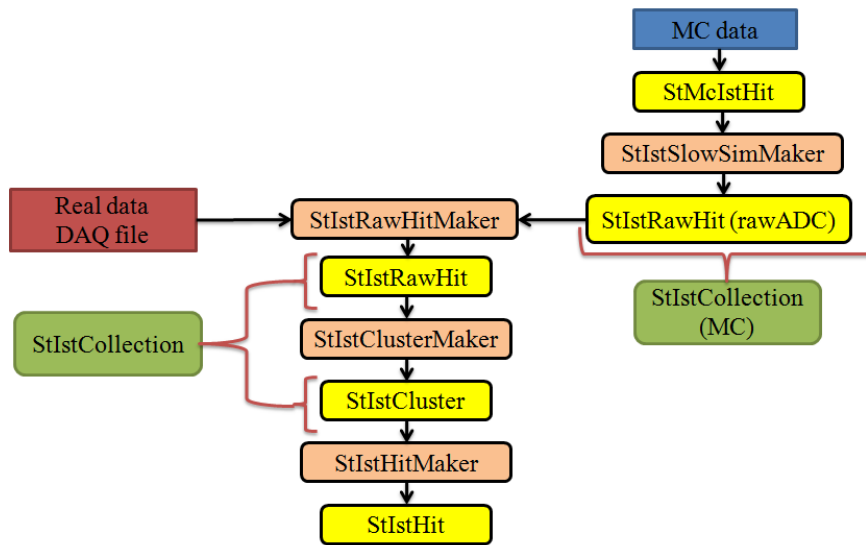 MC data
StMcIstHit
StIstSlowSimMaker
Real data
DAQ file
StIstRawHitMaker
StIstRawHit (rawADC)
StIstRawHit
StIstCollection
(MC)
StIstCollection
StIstClusterMaker
StIstCluster
StIstHitMaker
StIstHit